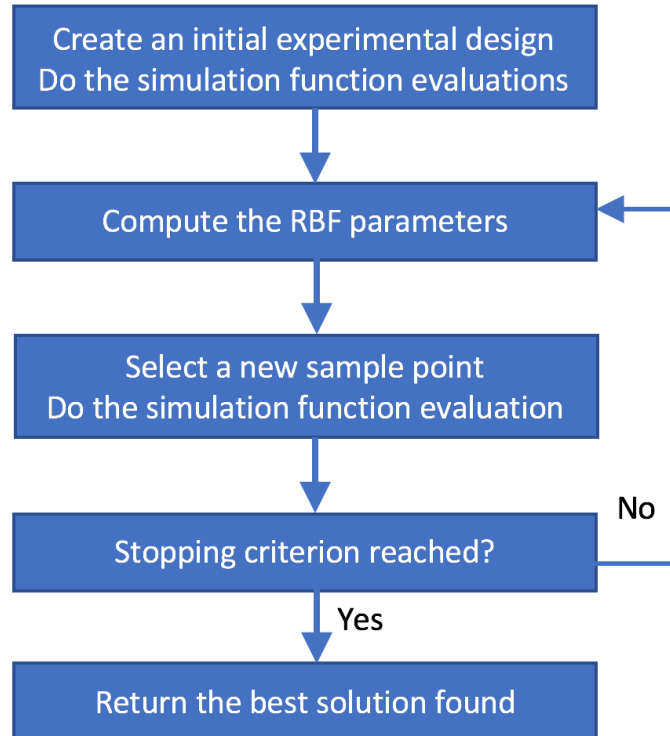 Create an initial experimental design
Do the simulation function evaluations
Compute the RBF parameters
Select a new sample point
Do the simulation function evaluation
No
Stopping criterion reached?
Yes
Return the best solution found